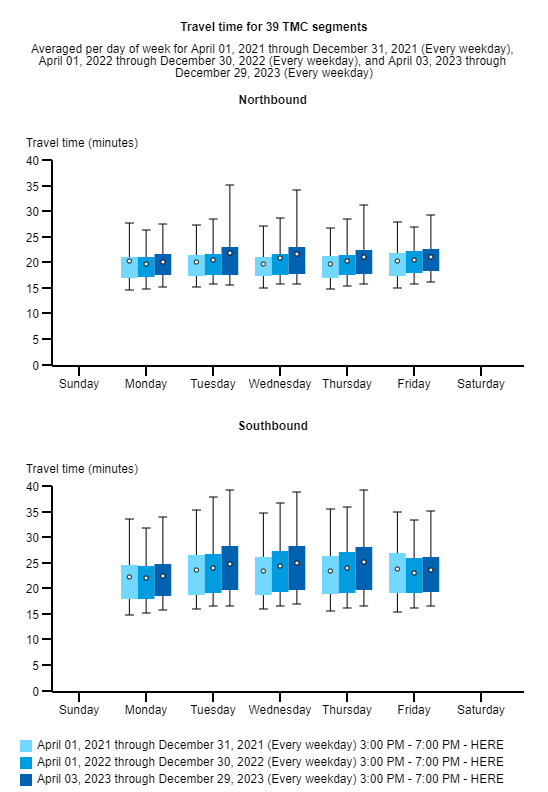 Travel time for 39 TMC segments
Averaged per day of week for April 01, 2021 through December 31, 2021 (Every weekday),
April 01, 2022 through December 30, 2022 (Every weekday), and April 03, 2023 through
December 29, 2023 (Every weekday)
Northbound
Travel time (minutes)
40
35
30
25
20
15
10
5
0
Sunday Monday Tuesday Wednesday Thursday Friday Saturday
Southbound
Travel time (minutes)
40
35
30
25
20
15
10
5
0
Sunday Monday Tuesday Wednesday Thursday Friday Saturday
April 01, 2021 through December 31, 2021 (Every weekday) 3:00 PM - 7:00 PM - HERE
April 01, 2022 through December 30, 2022 (Every weekday) 3:00 PM - 7:00 PM - HERE
April 03, 2023 through December 29, 2023 (Every weekday) 3:00 PM - 7:00 PM - HERE